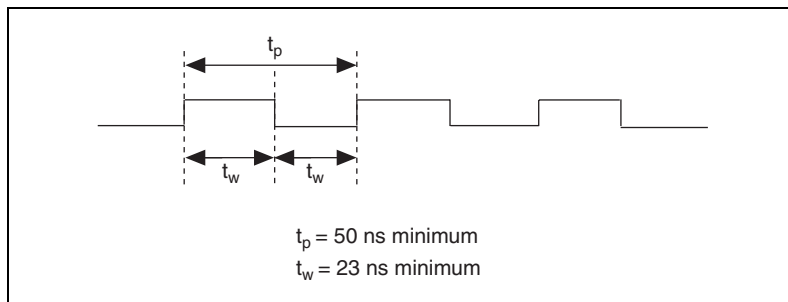 tp
tw tw
tp = 50 ns minimum
tw = 23 ns minimum